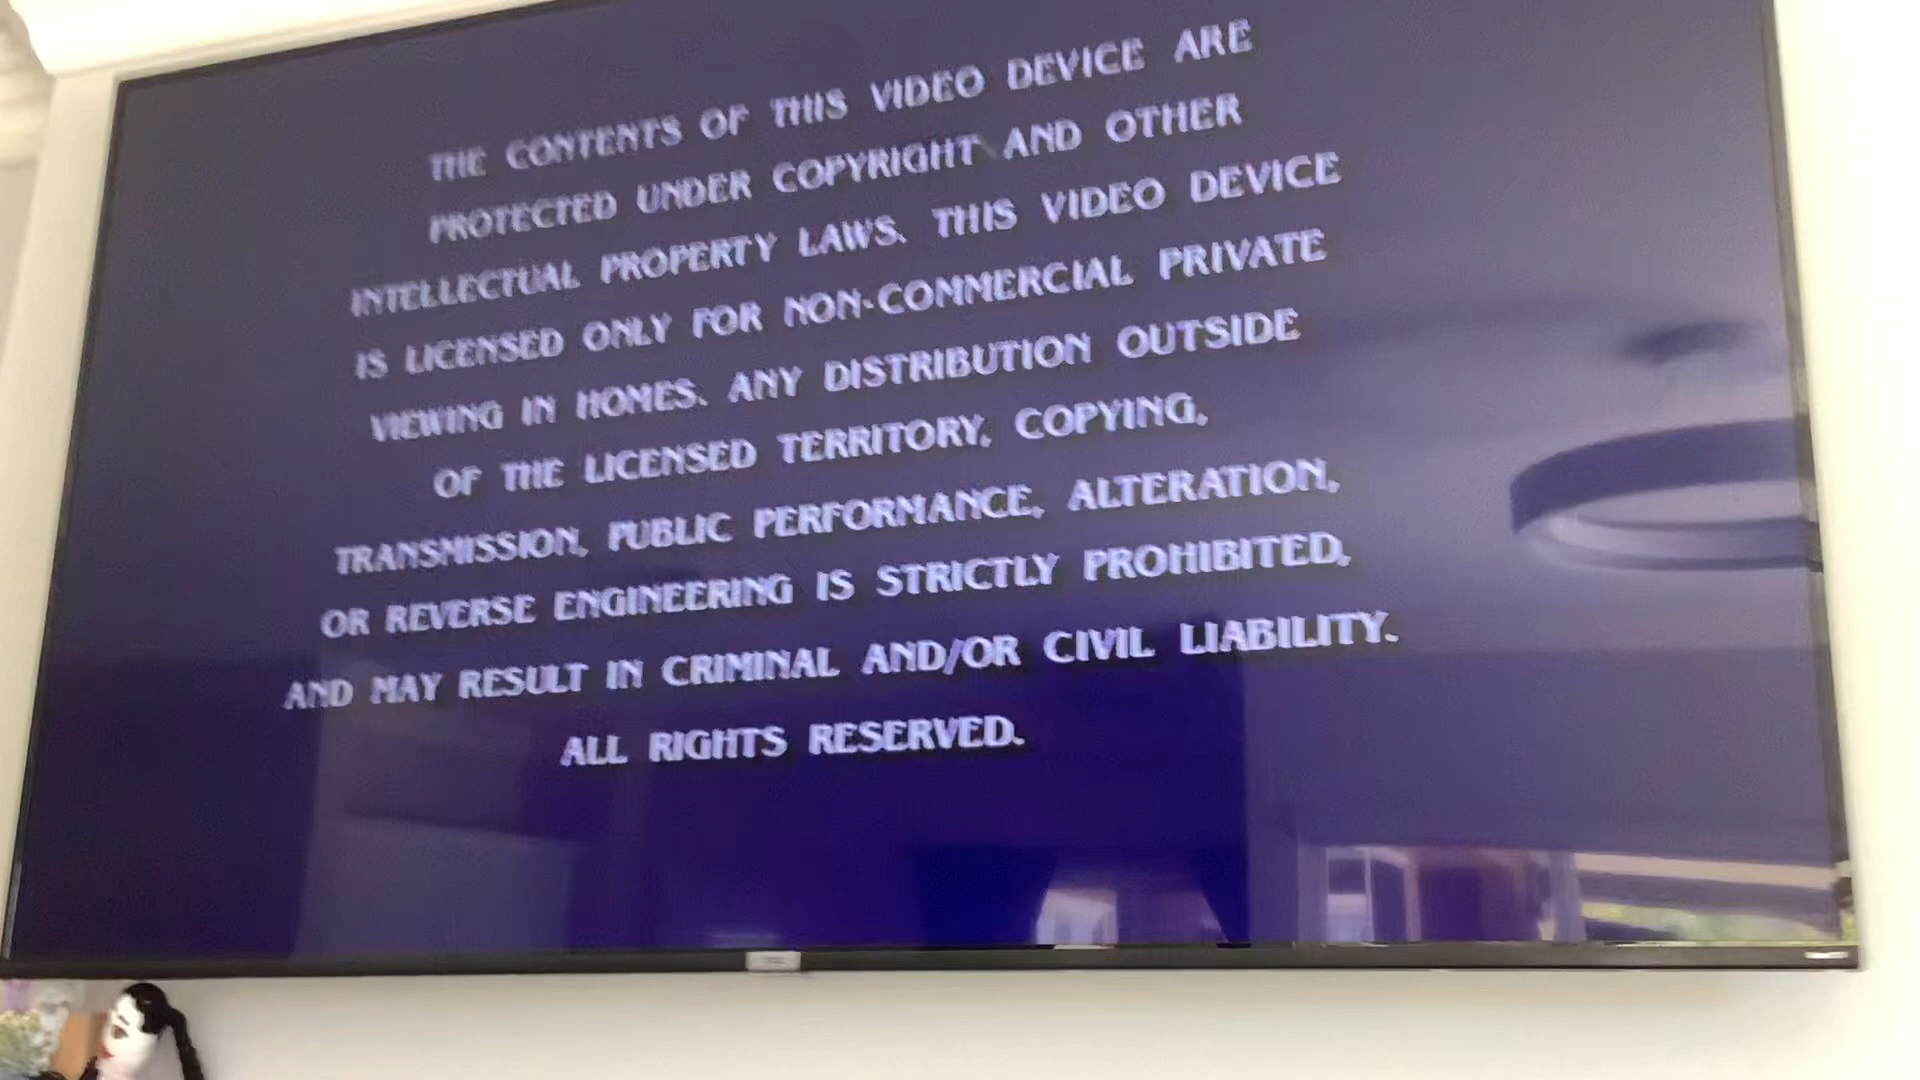 THE CONTENTS OF THIS VIDEO DEVICE ARE
PROTECTED UNDER COPYRIGHT AND OTHER
INTELLECTUAL PROPERTY LAWS. THIS VIDEO DEVICE
IS LICENSED ONLY FOR NON-COMMERCIAL PRIVATE
VIEWING IN HOMES. ANY DISTRIBUTION OUTSIDE
OF THE LICENSED TERRITORY, COPYING,
TRANSMISSION, PUBLIC PERFORMANCE, ALTERATION,
OR REVERSE ENGINEERING IS STRICTLY PROHIBITED,
AND MAY RESULT IN CRIMINAL AND/OR CIVIL LIABILITY.
ALL RIGHTS RESERVED.